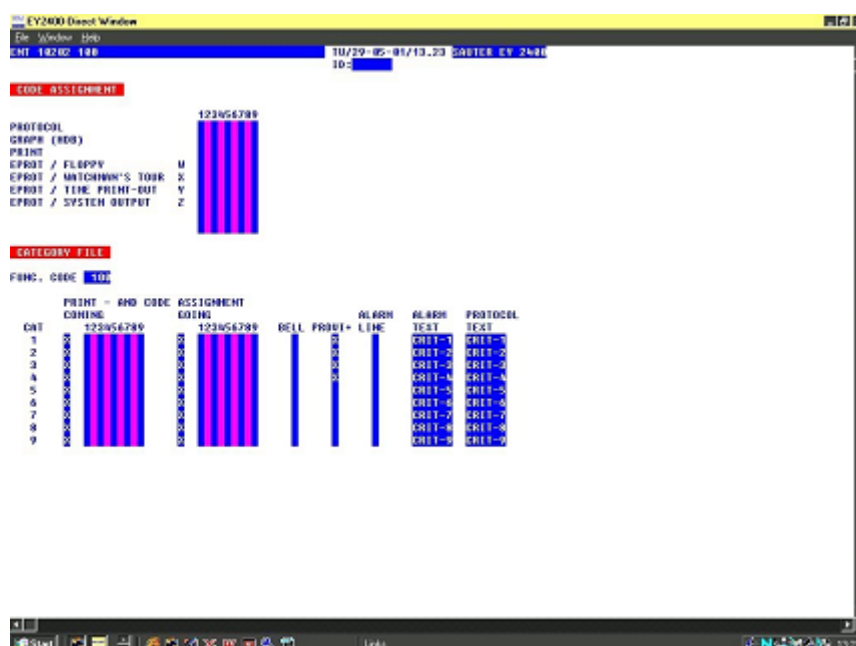 EY2400 Direct Window
File Window Help
ENT 10202 100 TU/29-05-01/13.23 SAUTER EY 2400
ID:
CODE ASSIGNMENT
123456789
PROTOCOL
GRAPH (HDB)
PRINT
EPROT / FLOPPY W
EPROT / WATCHMAN'S TOUR X
EPROT / TIME PRINT-OUT Y
EPROT / SYSTEM OUTPUT Z
CATEGORY FILE
FUNC. CODE 100
PRINT - AND CODE ASSIGNMENT
COMING GOING ALARM ALARM PROTOCOL
CAT 123456789 123456789 BELL PROUI+ LINE TEXT TEXT
1 X X X CRIT-1 CRIT-1
2 X X X CRIT-2 CRIT-2
3 X X X CRIT-3 CRIT-3
4 X X X CRIT-4 CRIT-4
5 X X CRIT-5 CRIT-5
6 X X CRIT-6 CRIT-6
7 X X CRIT-7 CRIT-7
8 X X CRIT-8 CRIT-8
9 X X CRIT-9 CRIT-9
Start Links